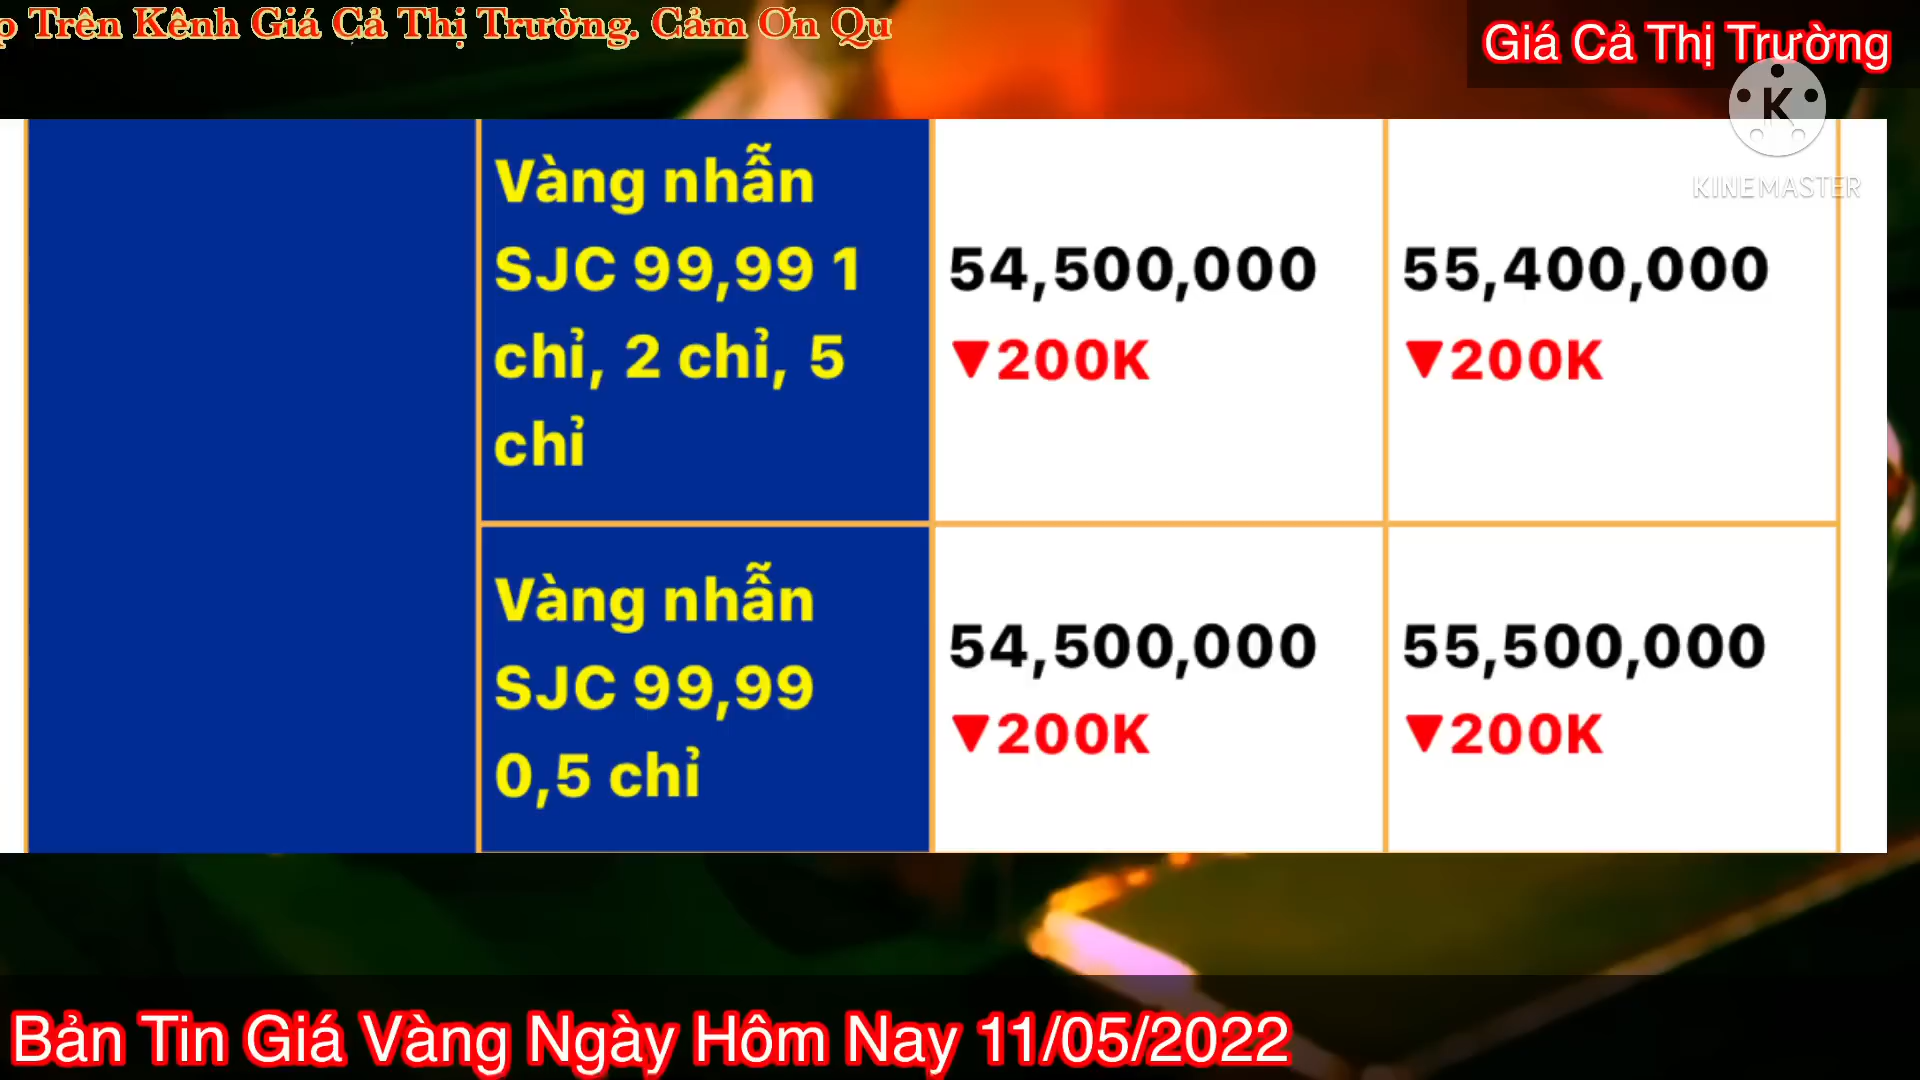 Trên Kênh Giá Cả Thị Trường. Cảm Ơn Qu
Giá Cả Thị Trường
K
KINEMASTER
Vàng nhẫn
SJC 99,99 1
chỉ, 2 chỉ, 5
chỉ
54,500,000
▼200K
55,400,000
▼200K
Vàng nhẫn
SJC 99,99
0,5 chỉ
54,500,000
▼200K
55,500,000
▼200K
Bản Tin Giá Vàng Ngày Hôm Nay 11/05/2022